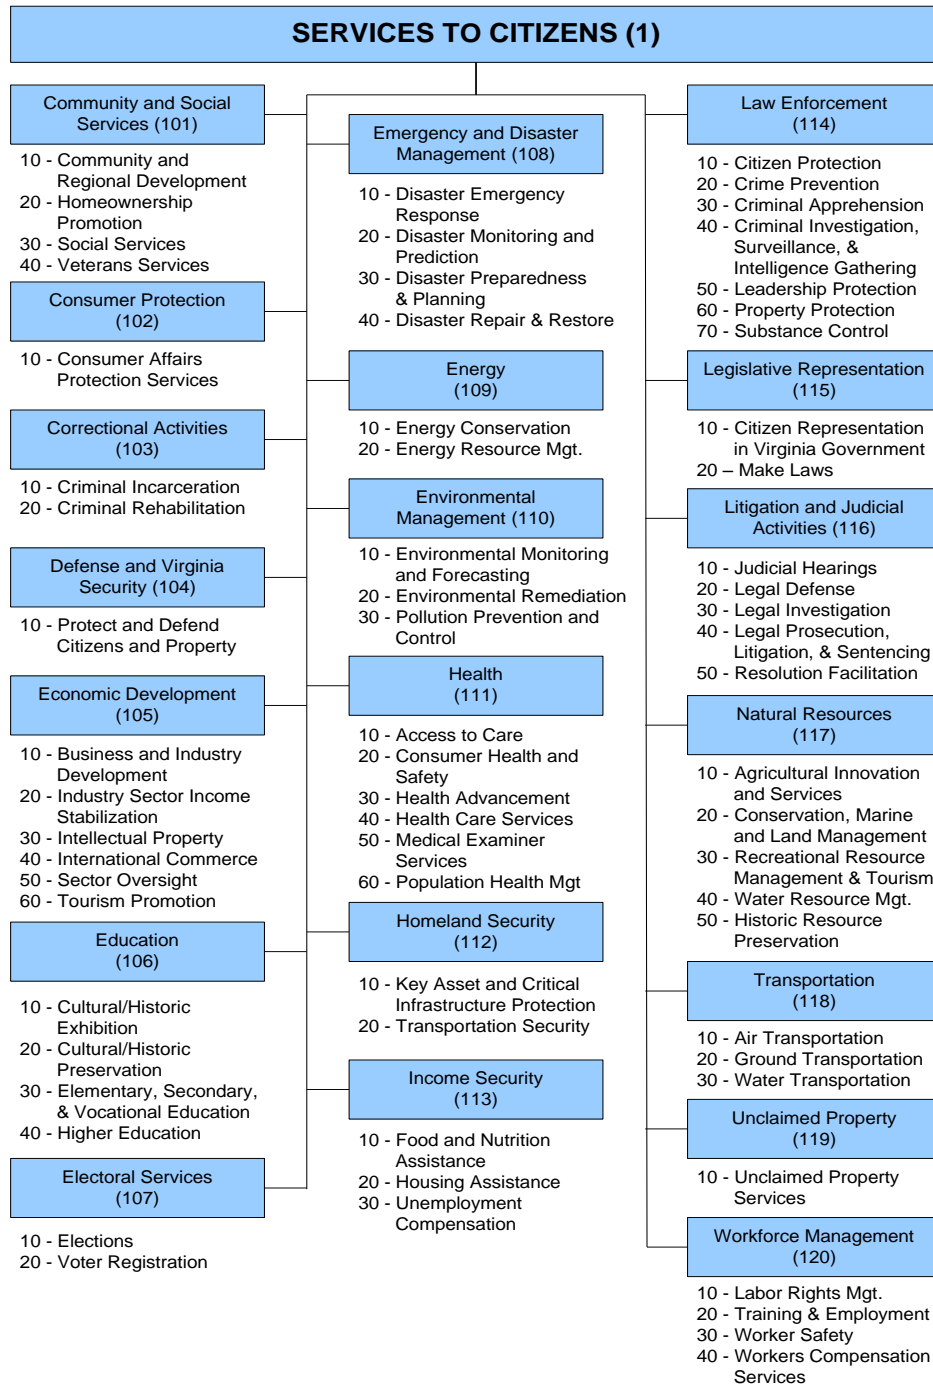 SERVICES TO CITIZENS (1)
Community and Social
Services (101)
10 - Community and
Regional Development
20 - Homeownership
Promotion
30 - Social Services
40 - Veterans Services
Consumer Protection
(102)
10 - Consumer Affairs
Protection Services
Correctional Activities
(103)
10 - Criminal Incarceration
20 - Criminal Rehabilitation
Defense and Virginia
Security (104)
10 - Protect and Defend
Citizens and Property
Economic Development
(105)
10 - Business and Industry
Development
20 - Industry Sector Income
Stabilization
30 - Intellectual Property
40 - International Commerce
50 - Sector Oversight
60 - Tourism Promotion
Education
(106)
10 - Cultural/Historic
Exhibition
20 - Cultural/Historic
Preservation
30 - Elementary, Secondary,
& Vocational Education
40 - Higher Education
Electoral Services
(107)
10 - Elections
20 - Voter Registration
Emergency and Disaster
Management (108)
10 - Disaster Emergency
Response
20 - Disaster Monitoring and
Prediction
30 - Disaster Preparedness
& Planning
40 - Disaster Repair & Restore
Energy
(109)
10 - Energy Conservation
20 - Energy Resource Mgt.
Environmental
Management (110)
10 - Environmental Monitoring
and Forecasting
20 - Environmental Remediation
30 - Pollution Prevention and
Control
Health
(111)
10 - Access to Care
20 - Consumer Health and
Safety
30 - Health Advancement
40 - Health Care Services
50 - Medical Examiner
Services
60 - Population Health Mgt
Homeland Security
(112)
10 - Key Asset and Critical
Infrastructure Protection
20 - Transportation Security
Income Security
(113)
10 - Food and Nutrition
Assistance
20 - Housing Assistance
30 - Unemployment
Compensation
Law Enforcement
(114)
10 - Citizen Protection
20 - Crime Prevention
30 - Criminal Apprehension
40 - Criminal Investigation,
Surveillance, &
Intelligence Gathering
50 - Leadership Protection
60 - Property Protection
70 - Substance Control
Legislative Representation
(115)
10 - Citizen Representation
in Virginia Government
20 – Make Laws
Litigation and Judicial
Activities (116)
10 - Judicial Hearings
20 - Legal Defense
30 - Legal Investigation
40 - Legal Prosecution,
Litigation, & Sentencing
50 - Resolution Facilitation
Natural Resources
(117)
10 - Agricultural Innovation
and Services
20 - Conservation, Marine
and Land Management
30 - Recreational Resource
Management & Tourism
40 - Water Resource Mgt.
50 - Historic Resource
Preservation
Transportation
(118)
10 - Air Transportation
20 - Ground Transportation
30 - Water Transportation
Unclaimed Property
(119)
10 - Unclaimed Property
Services
Workforce Management
(120)
10 - Labor Rights Mgt.
20 - Training & Employment
30 - Worker Safety
40 - Workers Compensation
Services